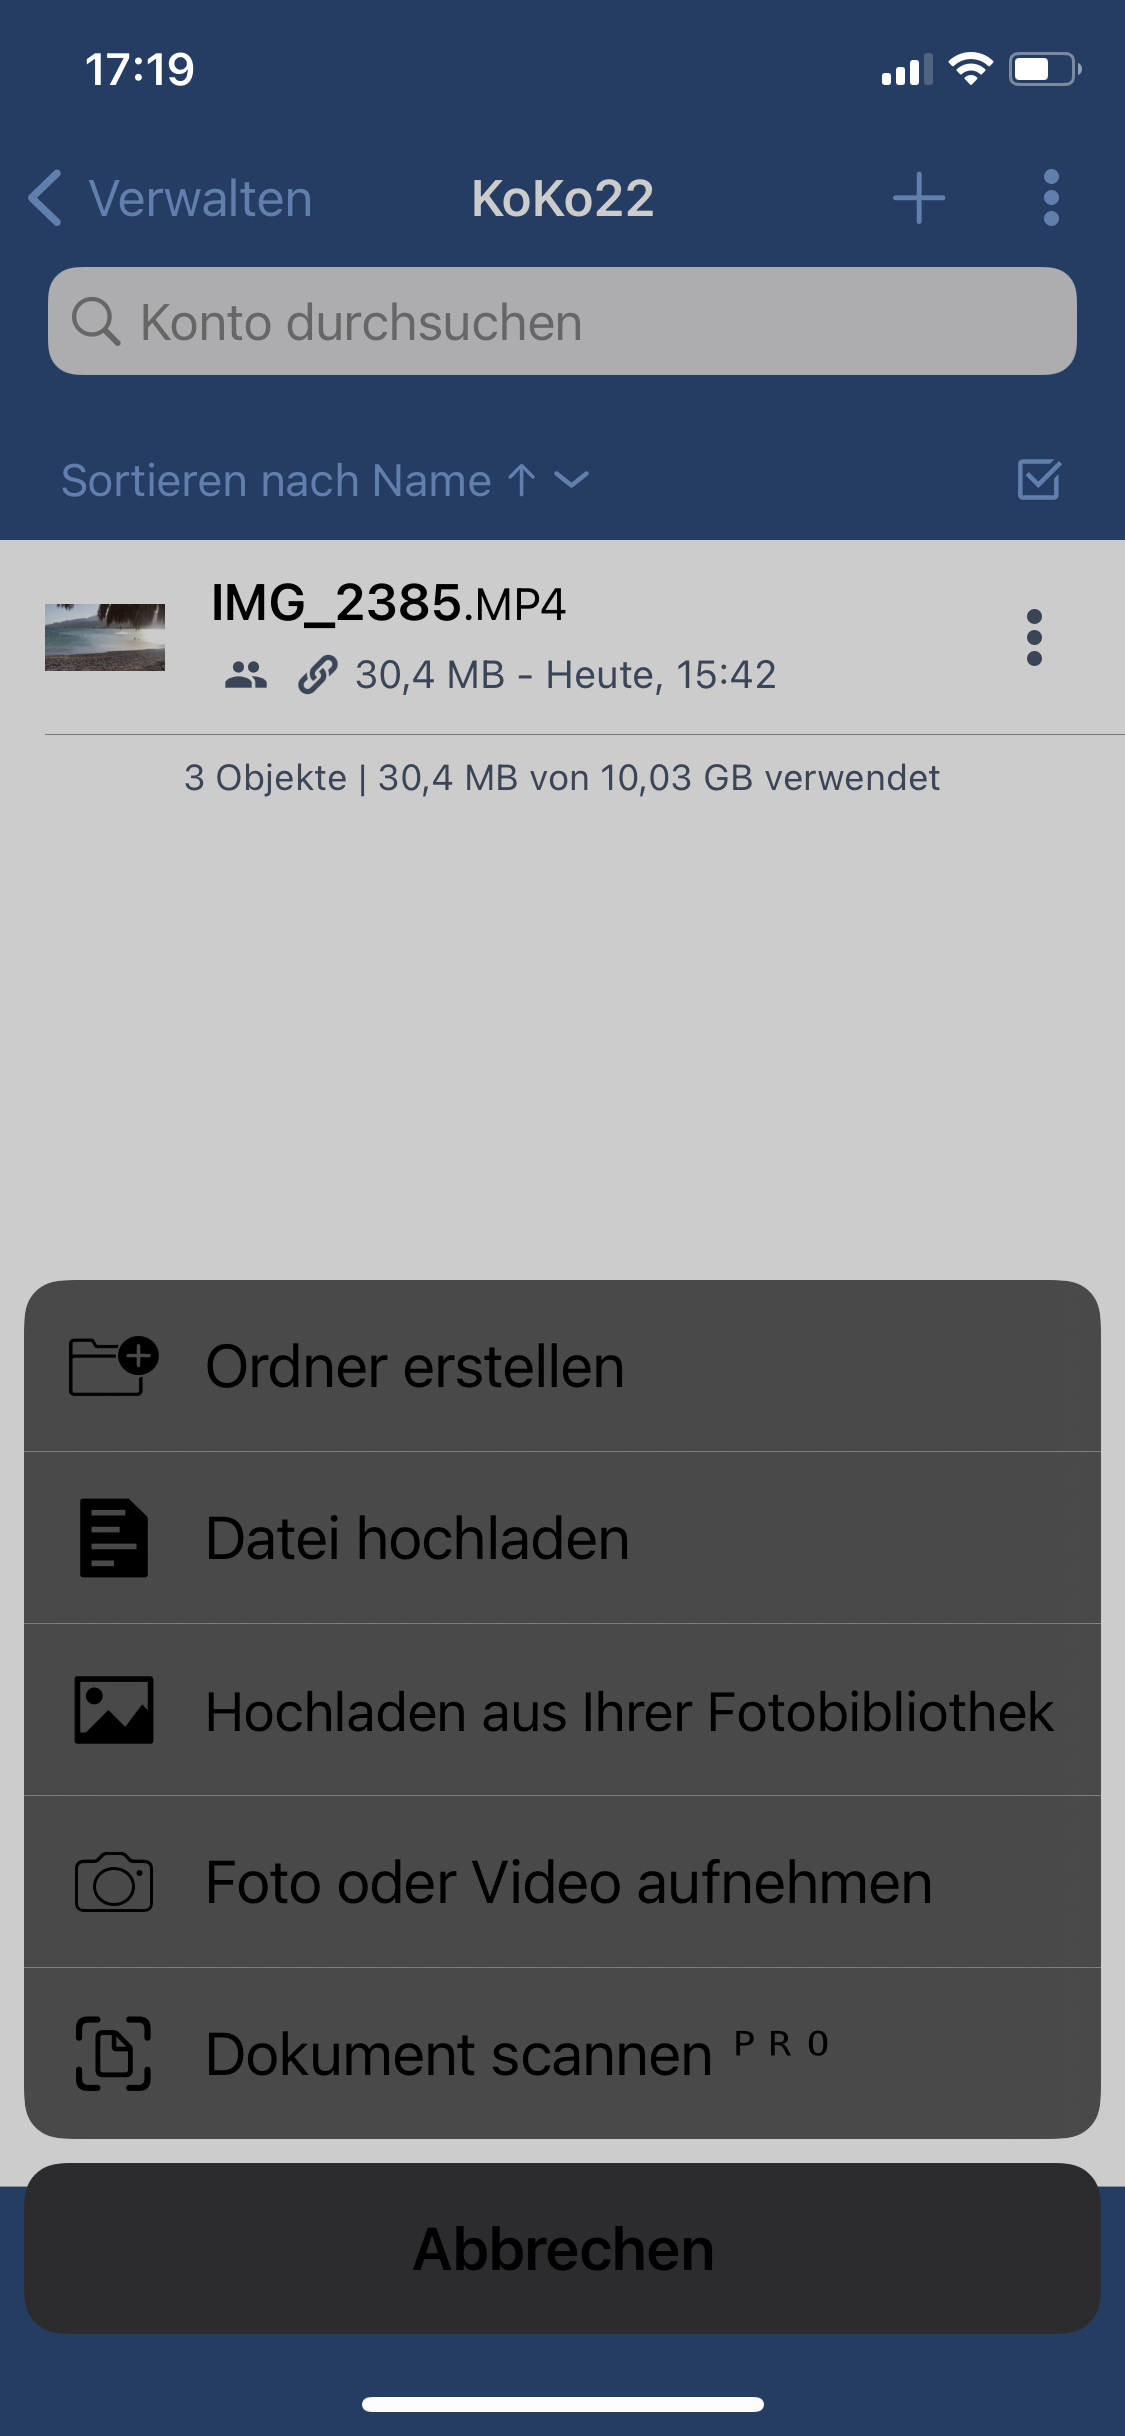 17:19
Verwalten
KoKo22
Konto durchsuchen
Sortieren nach Name
IMG_2385.MP4
30,4 MB - Heute, 15:42
3 Objekte | 30,4 MB von 10,03 GB verwendet
Ordner erstellen
Datei hochladen
Hochladen aus Ihrer Fotobibliothek
Foto oder Video aufnehmen
Dokument scannen PRO
Abbrechen